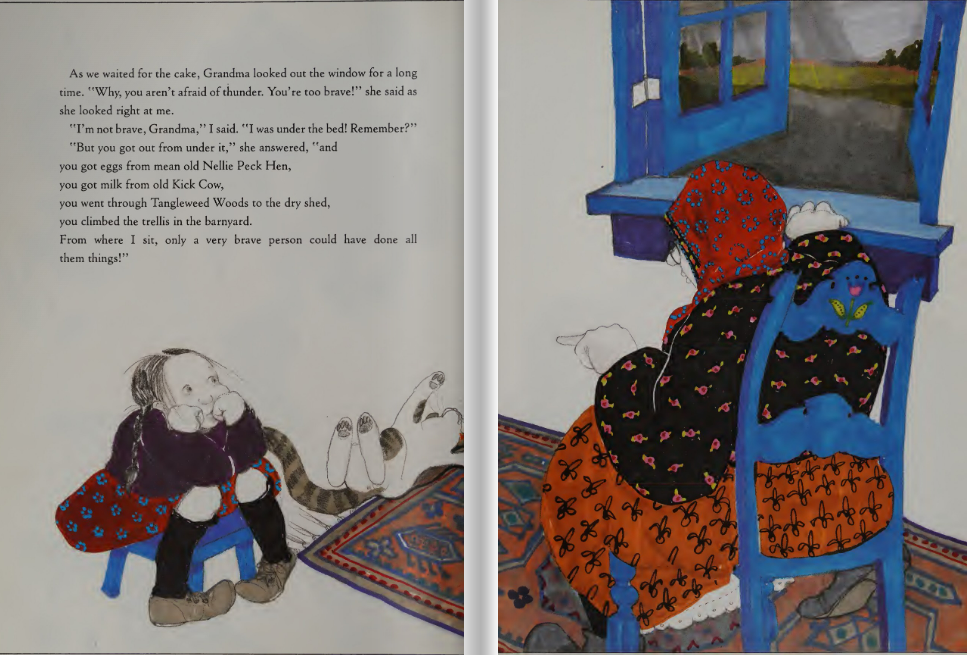 As we waited for the cake, Grandma looked out the window for a long
time. "Why, you aren't afraid of thunder. You're too brave!" she said as
she looked right at me.
"I'm not brave, Grandma," I said. "I was under the bed! Remember?"
"But you got out from under it," she answered, "and
you got eggs from mean old Nellie Peck Hen,
you got milk from old Kick Cow,
you went through Tangleweed Woods to the dry shed,
you climbed the trellis in the barnyard.
From where I sit, only a very brave person could have done all
them things!"